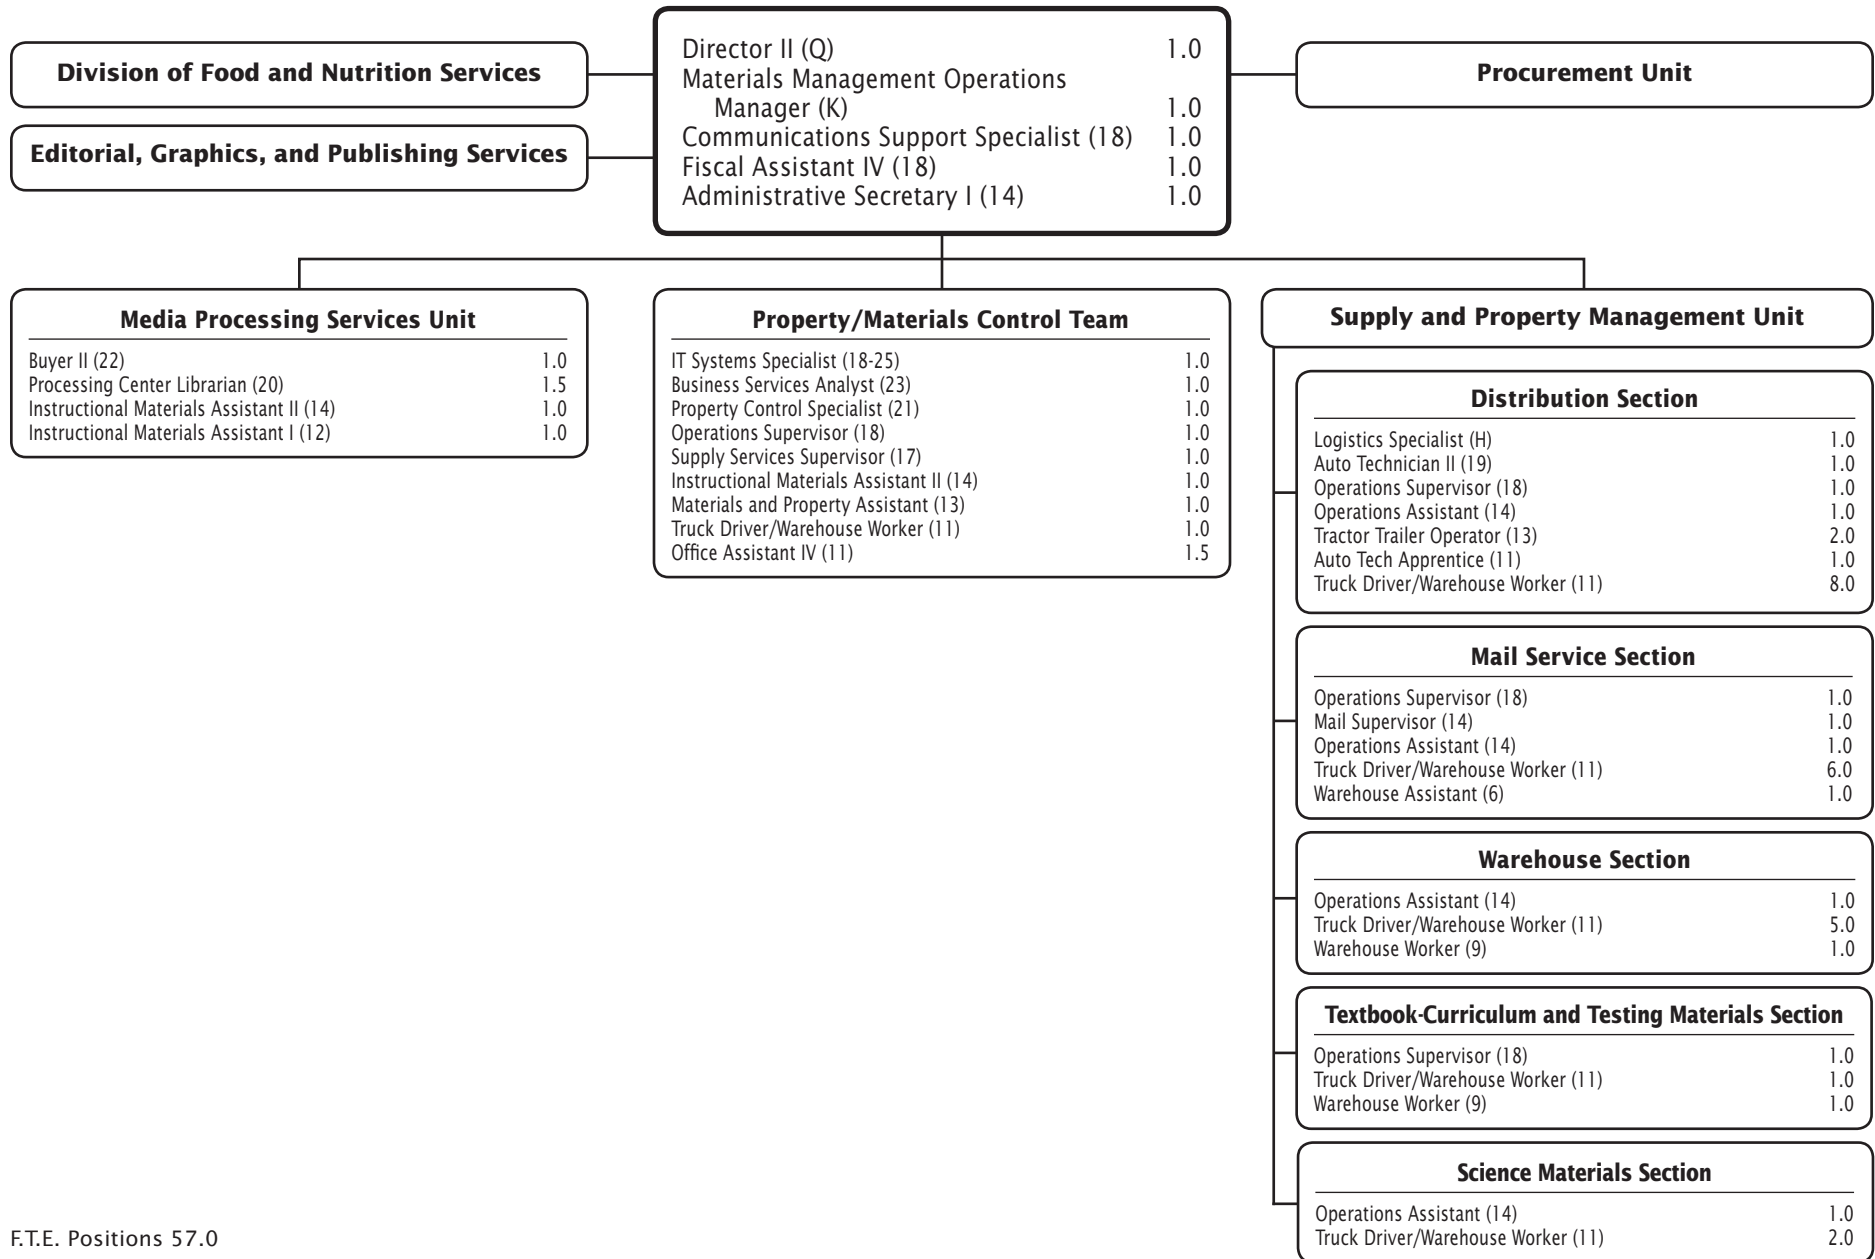 Division of Food and Nutrition Services
Editorial, Graphics, and Publishing Services
Director II (Q) 1.0
Materials Management Operations
Manager (K) 1.0
Communications Support Specialist (18) 1.0
Fiscal Assistant IV (18) 1.0
Administrative Secretary I (14) 1.0
Procurement Unit
Media Processing Services Unit
Buyer II (22) 1.0
Processing Center Librarian (20) 1.5
Instructional Materials Assistant II (14) 1.0
Instructional Materials Assistant I (12) 1.0
Property/Materials Control Team
IT Systems Specialist (18-25) 1.0
Business Services Analyst (23) 1.0
Property Control Specialist (21) 1.0
Operations Supervisor (18) 1.0
Supply Services Supervisor (17) 1.0
Instructional Materials Assistant II (14) 1.0
Materials and Property Assistant (13) 1.0
Truck Driver/Warehouse Worker (11) 1.0
Office Assistant IV (11) 1.5
Supply and Property Management Unit
Distribution Section
Logistics Specialist (H) 1.0
Auto Technician II (19) 1.0
Operations Supervisor (18) 1.0
Operations Assistant (14) 1.0
Tractor Trailer Operator (13) 2.0
Auto Tech Apprentice (11) 1.0
Truck Driver/Warehouse Worker (11) 8.0
Mail Service Section
Operations Supervisor (18) 1.0
Mail Supervisor (14) 1.0
Operations Assistant (14) 1.0
Truck Driver/Warehouse Worker (11) 6.0
Warehouse Assistant (6) 1.0
Warehouse Section
Operations Assistant (14) 1.0
Truck Driver/Warehouse Worker (11) 5.0
Warehouse Worker (9) 1.0
Textbook-Curriculum and Testing Materials Section
Operations Supervisor (18) 1.0
Truck Driver/Warehouse Worker (11) 1.0
Warehouse Worker (9) 1.0
Science Materials Section
Operations Assistant (14) 1.0
Truck Driver/Warehouse Worker (11) 2.0
F.T.E. Positions 57.0